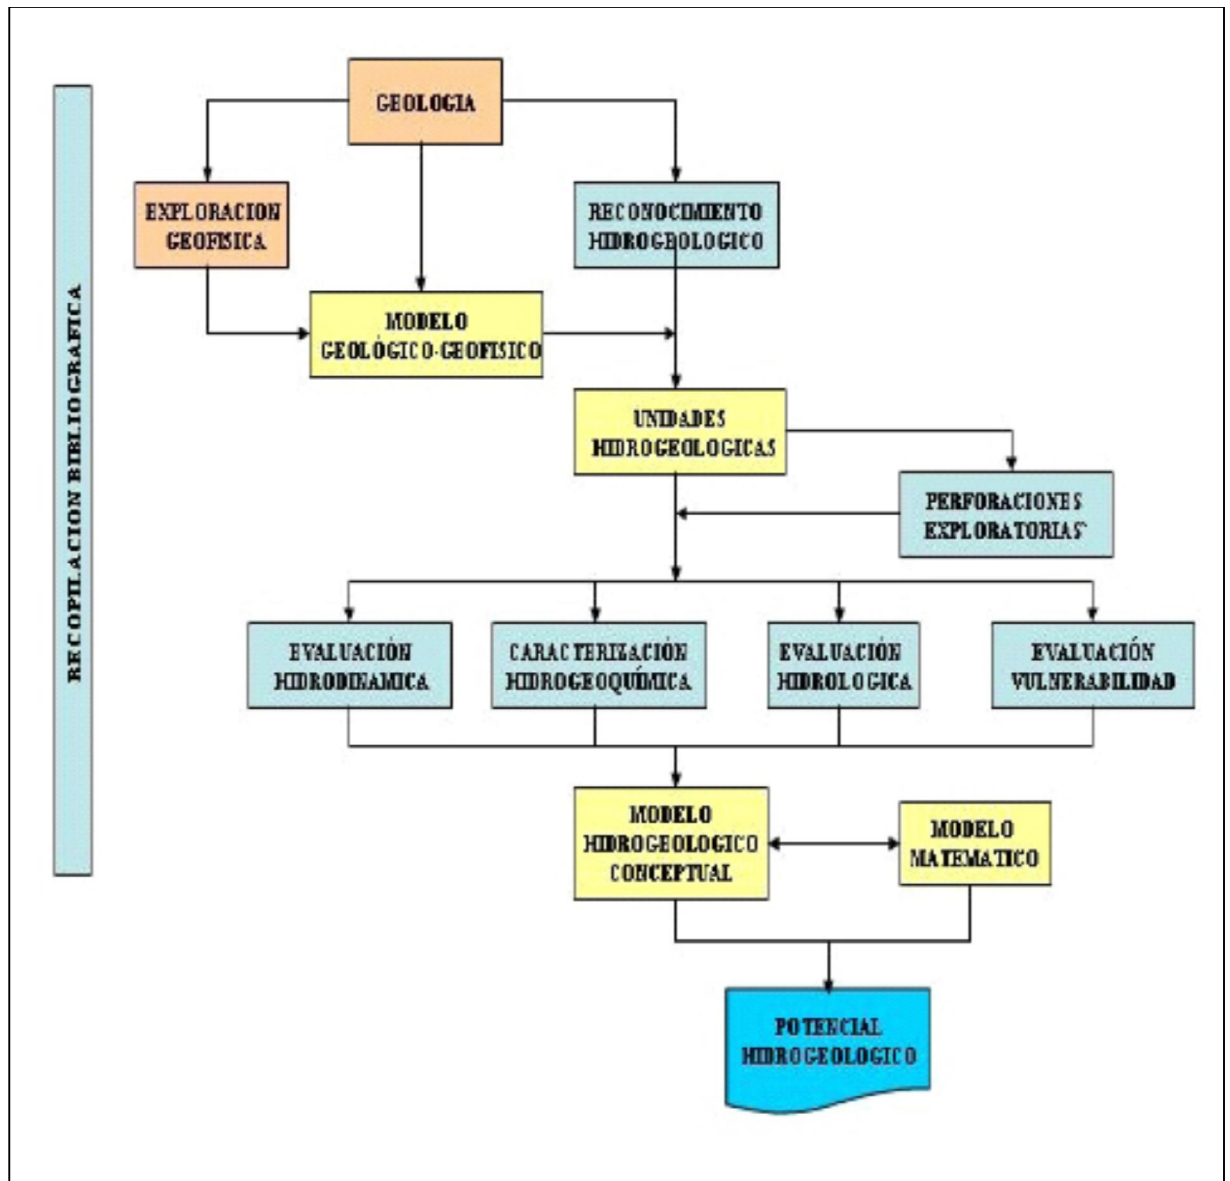 GEOLOGIA
EXPLORACION
GEOFISICA
RECONOCIMIENTO
HIDROGEOLOGICO
MODELO
GEOLÓGICO-GEOFISICO
UNIDADES
HIDROGEOLOGICAS
PERFORACIONES
EXPLORATORIAS
EVALUACIÓN
HIDRODINAMICA
CARACTERIZACIÓN
HIDROGEOQUÍMICA
EVALUACIÓN
HIDROLOGICA
EVALUACIÓN
VULNERABILIDAD
MODELO
HIDROGEOLOGICO
CONCEPTUAL
MODELO
MATEMATICO
POTENCIAL
HIDROGEOLOGICO
RECOPILACION BIBLIOGRAFICA